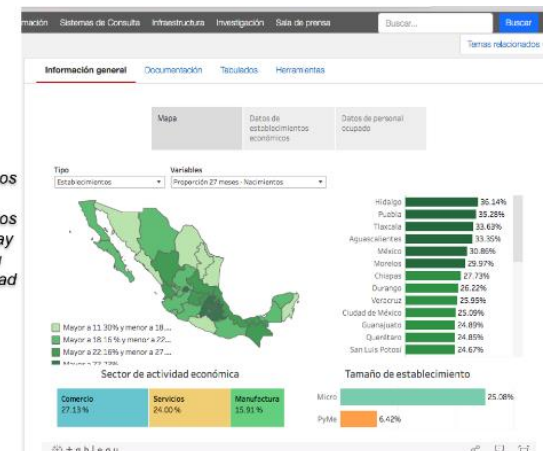 mación Sistemas de Consulta Infraestructura Investigación Sala de prensa Buscar... Buscar
Temas relacionados
Información general Documentación Tabulados Herramientas
Mapa
Datos de establecimientos económicos
Datos de personal ocupado
os
os
ay
dad
Tipo Variables
Establecimientos Proporción 27 meses - Nacimientos
Hidalgo 36.14%
Puebla 35.28%
Tlaxcala 33.63%
Aguascalientes 33.35%
México 30.86%
Morelos 29.97%
Chiapas 27.73%
Durango 26.22%
Veracruz 25.95%
Ciudad de México 25.09%
Guanajuato 24.89%
Querétaro 24.85%
San Luis Potosí 24.67%
Mayor a 11.30% y menor a 18....
Mayor a 18.16 % y menor a 22...
Mayor a 22.16% y menor a 27....
Sector de actividad económica
Comercio 27.13 %
Servicios 24.00 %
Manufactura 15.91 %
Tamaño de establecimiento
Micro 25.08%
PyMe 6.42%
+ a b l e a u